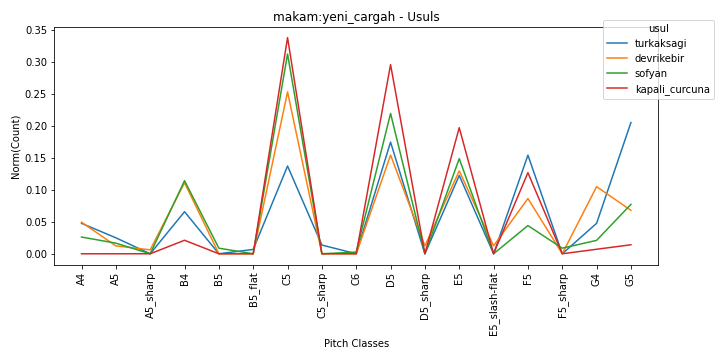 makam:yeni_cargah - Usuls
usul
turkaksagi
devrikebir
sofyan
kapali_curcuna
Norm(Count)
0.35
0.30
0.25
0.20
0.15
0.10
0.05
0.00
A4
A5
A5_sharp
B4
B5
B5_flat
C5
C5_sharp
C6
D5
D5_sharp
E5
E5_slash-flat
F5
F5_sharp
G4
G5
Pitch Classes